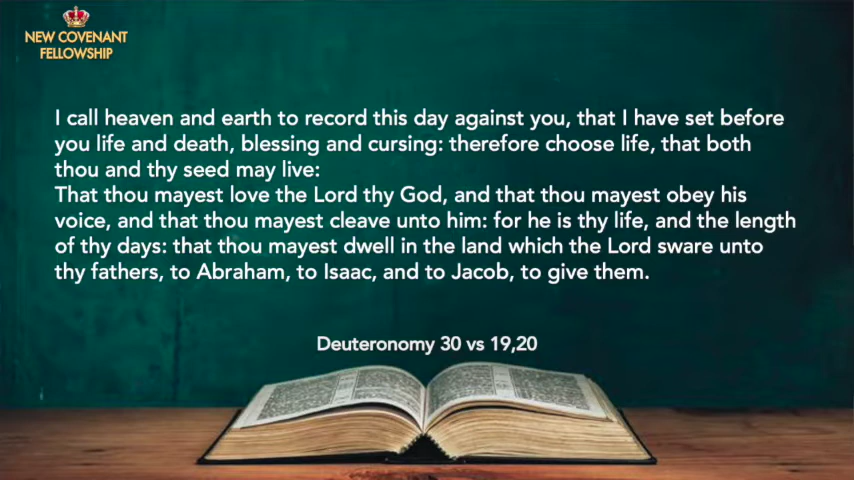 NEW COVENANT
FELLOWSHIP
I call heaven and earth to record this day against you, that I have set before
you life and death, blessing and cursing: therefore choose life, that both
thou and thy seed may live:
That thou mayest love the Lord thy God, and that thou mayest obey his
voice, and that thou mayest cleave unto him: for he is thy life, and the length
of thy days: that thou mayest dwell in the land which the Lord sware unto
thy fathers, to Abraham, to Isaac, and to Jacob, to give them.
Deuteronomy 30 vs 19,20